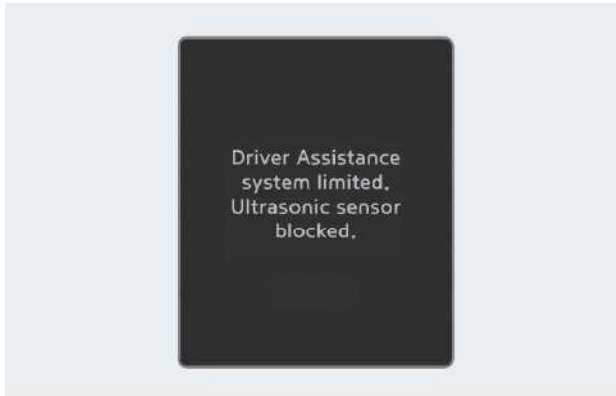 Driver Assistance
system limited.
Ultrasonic sensor
blocked.